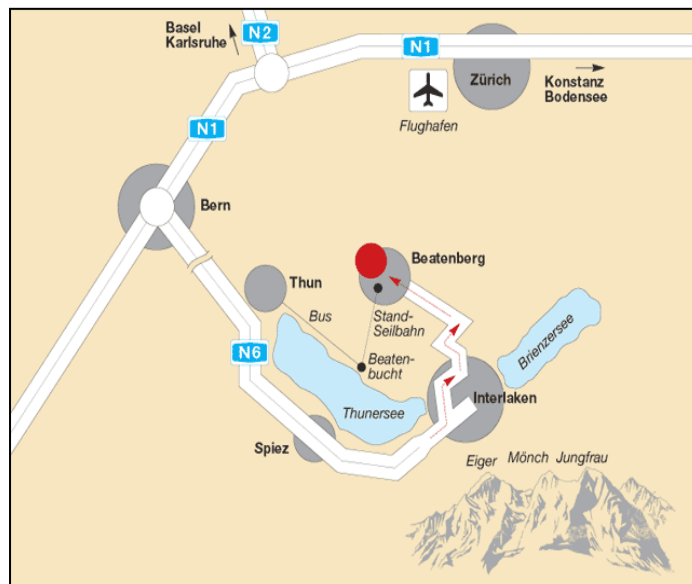 Basel
Karlsruhe
N2
N1
Zürich
Konstanz
Bodensee
Flughafen
N1
Bern
Beatenberg
Thun
Bus
Stand-
Seilbahn
Brienzersee
N6
Beaten-
bucht
Interlaken
Thunersee
Spiez
Eiger Mönch Jungfrau